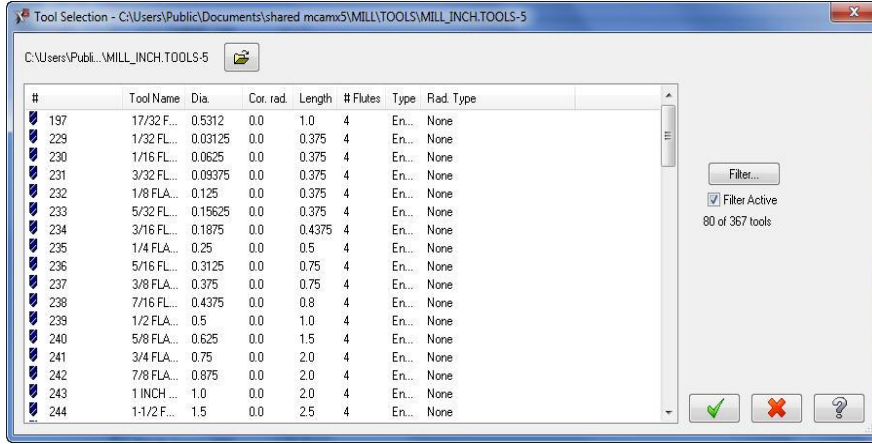 Tool Selection - C:\Users\Public\Documents\shared mcamx5\MILL\TOOLS\MILL_INCH.TOOLS-5
C:\Users\Publi...\MILL_INCH.TOOLS-5
# Tool Name Dia. Cor. rad. Length # Flutes Type Rad. Type
197 17/32 F... 0.5312 0.0 1.0 4 En... None
229 1/32 FL... 0.03125 0.0 0.375 4 En... None
230 1/16 FL... 0.0625 0.0 0.375 4 En... None
231 3/32 FL... 0.09375 0.0 0.375 4 En... None
232 1/8 FLA... 0.125 0.0 0.375 4 En... None
233 5/32 FL... 0.15625 0.0 0.375 4 En... None
234 3/16 FL... 0.1875 0.0 0.4375 4 En... None
235 1/4 FLA... 0.25 0.0 0.5 4 En... None
236 5/16 FL... 0.3125 0.0 0.75 4 En... None
237 3/8 FLA... 0.375 0.0 0.75 4 En... None
238 7/16 FL... 0.4375 0.0 0.8 4 En... None
239 1/2 FLA... 0.5 0.0 1.0 4 En... None
240 5/8 FLA... 0.625 0.0 1.5 4 En... None
241 3/4 FLA... 0.75 0.0 2.0 4 En... None
242 7/8 FLA... 0.875 0.0 2.0 4 En... None
243 1 INCH ... 1.0 0.0 2.0 4 En... None
244 1-1/2 F... 1.5 0.0 2.5 4 En... None
Filter...
Filter Active
80 of 367 tools